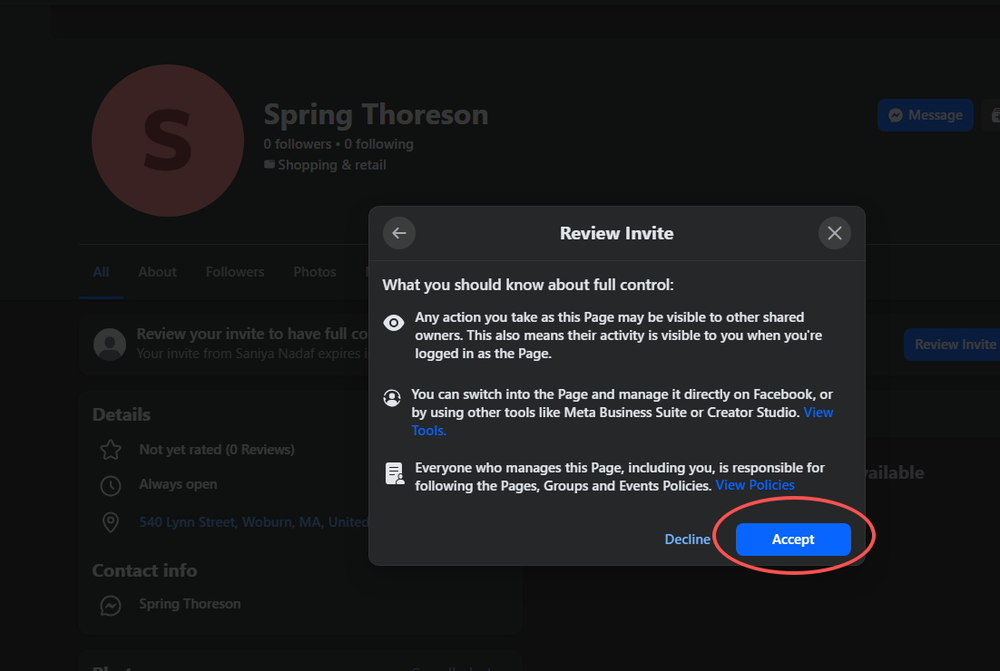 S
Spring Thoreson
0 followers • 0 following
Shopping & retail
Message
Review Invite
All About Followers Photos
What you should know about full control:
Any action you take as this Page may be visible to other shared
owners. This also means their activity is visible to you when you're
logged in as the Page.
Review your invite to have full co
Your invite from Saniya Nadaf expires i
Review Invite
You can switch into the Page and manage it directly on Facebook, or
by using other tools like Meta Business Suite or Creator Studio. View
Tools.
Details
Not yet rated (0 Reviews)
Always open
540 Lynn Street, Woburn, MA, United
Everyone who manages this Page, including you, is responsible for
following the Pages, Groups and Events Policies. View Policies
vailable
Decline
Accept
Contact info
Spring Thoreson